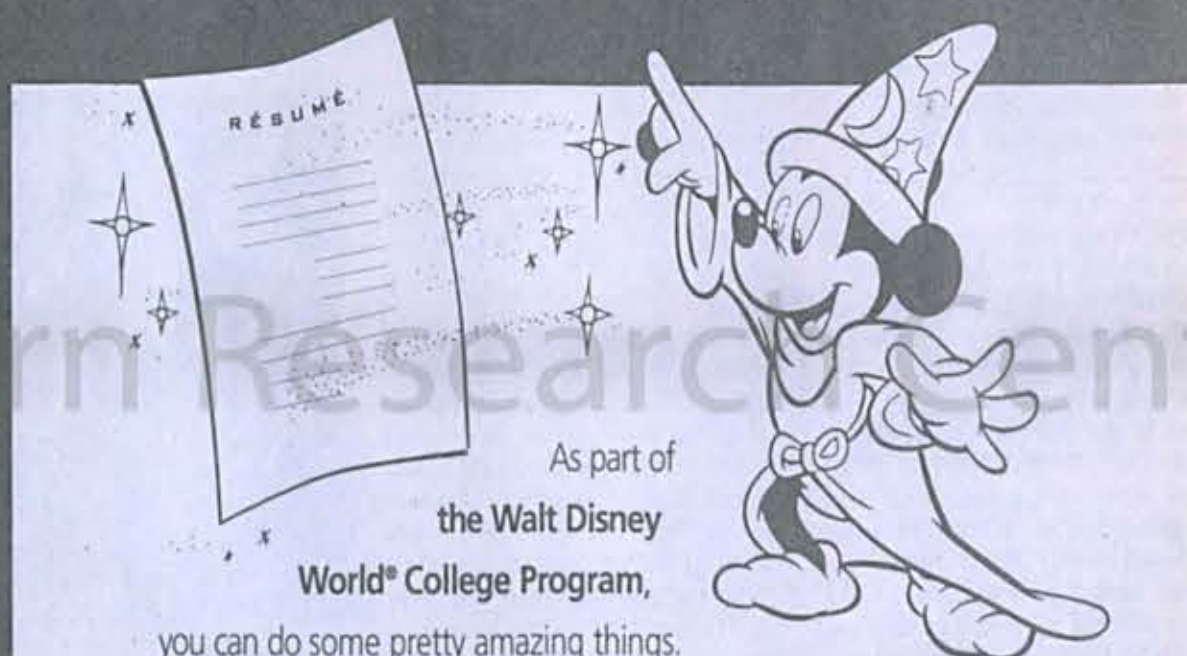 RÉSUMÉ
rn Research Cent
As part of
the Walt Disney
World® College Program,
you can do some pretty amazing things.